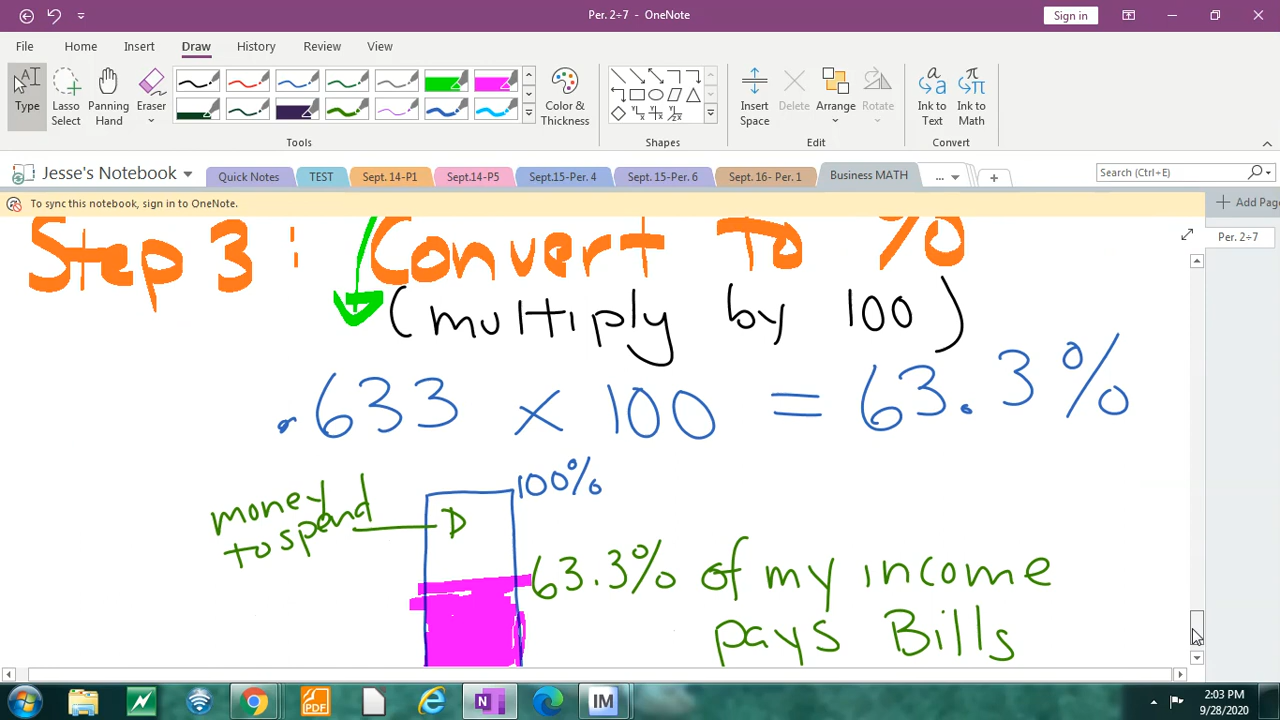 Per. 2÷7 - OneNote
Sign in
File Home Insert Draw History Review View
Type
Lasso Select
Panning Hand
Eraser
Color & Thickness
Insert Space
Delete
Arrange
Rotate
Ink to Text
Ink to Math
Tools
Shapes
Edit
Convert
Jesse's Notebook
Quick Notes TEST Sept. 14-P1 Sept.14-P5 Sept.15-Per. 4 Sept. 15-Per. 6 Sept. 16- Per. 1 Business MATH ...
Search (Ctrl+E)
To sync this notebook, sign in to OneNote.
Add Page
Per. 2÷7
Step 3: Convert To %
(multiply by 100)
.633 × 100 = 63.3%
100%
money
to spend
63.3% of my income
pays Bills
IM
2:03 PM
9/28/2020